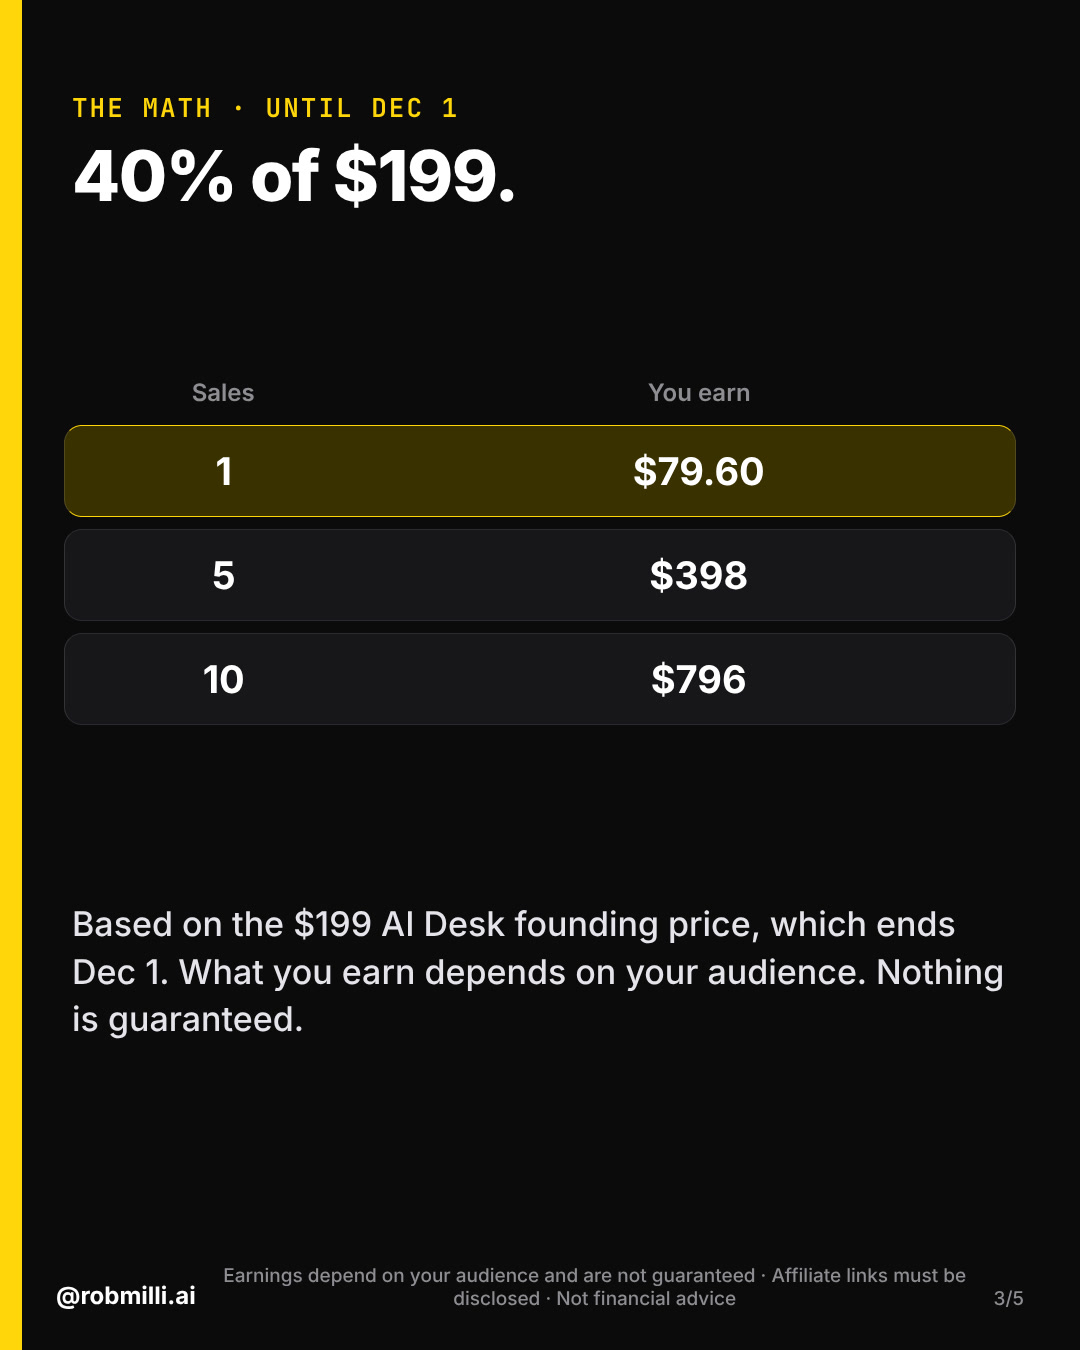 THE MATH · UNTIL DEC 1
40% of $199.
Sales You earn
1 $79.60
5 $398
10 $796
Based on the $199 AI Desk founding price, which ends
Dec 1. What you earn depends on your audience. Nothing
is guaranteed.
@robmilli.ai
Earnings depend on your audience and are not guaranteed · Affiliate links must be
disclosed · Not financial advice
3/5